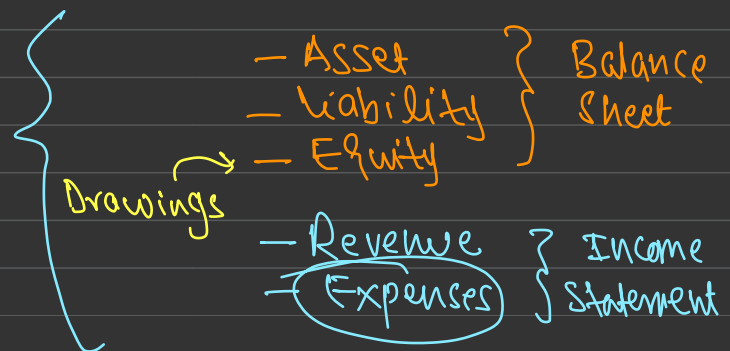 - Asset
- Liability
- Equity
Balance
Sheet
Drawings
- Revenue
- Expenses
Income
Statement